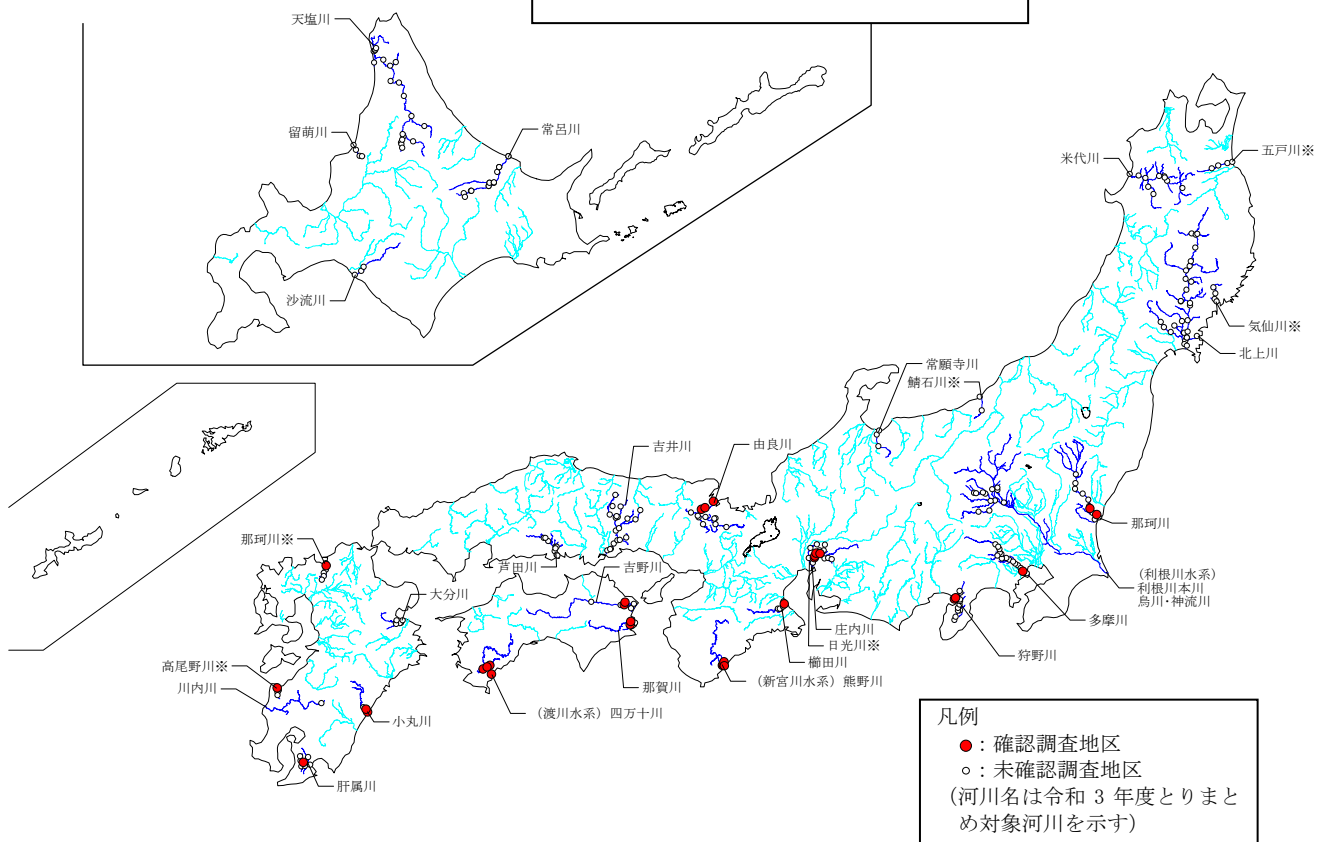 天塩川
留萌川
常呂川
沙流川
米代川
五戸川※
気仙川※
北上川
常願寺川
鯖石川※
吉井川
由良川
那珂川
(利根川水系)
利根川本川
烏川・神流川
多摩川
狩野川
庄内川
日光川※
櫛田川
(新宮川水系) 熊野川
那珂川※
芦田川
吉野川
大分川
那賀川
(渡川水系) 四万十川
高尾野川※
川内川
小丸川
肝属川
凡例
●:確認調査地区
○:未確認調査地区
(河川名は令和 3 年度とりまと
め対象河川を示す)